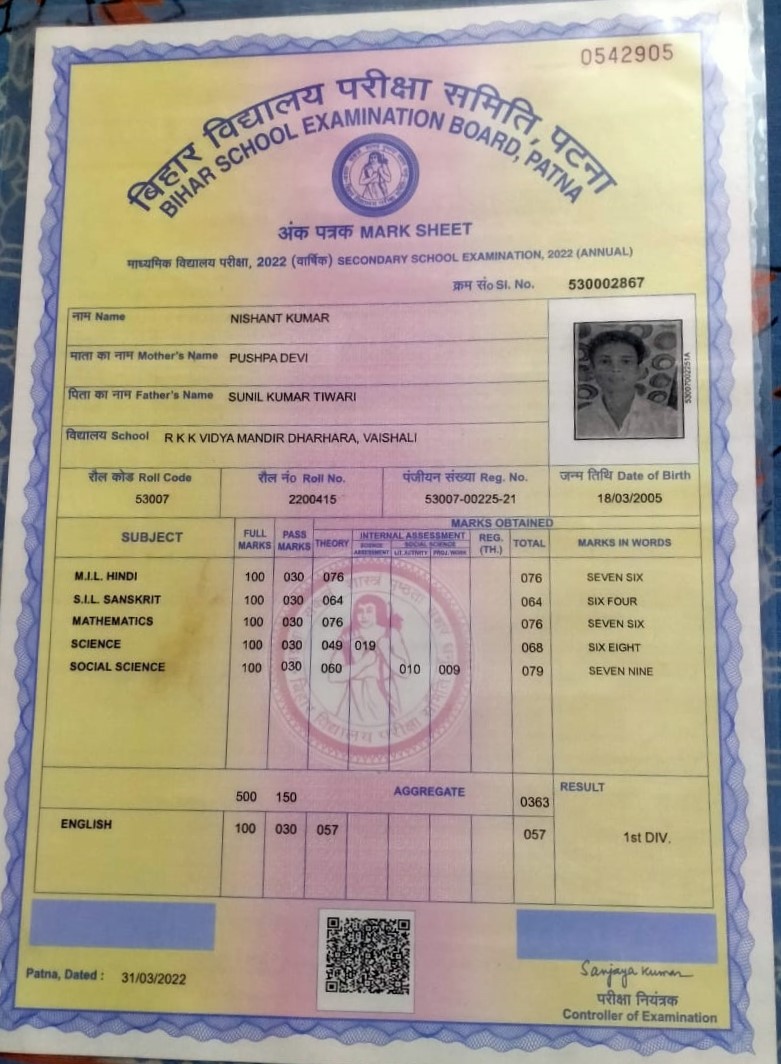 0542905
बिहार विद्यालय परीक्षा समिति, पटना
BIHAR SCHOOL EXAMINATION BOARD, PATNA
अंक पत्रक MARK SHEET
माध्यमिक विद्यालय परीक्षा, 2022 (वार्षिक) SECONDARY SCHOOL EXAMINATION, 2022 (ANNUAL)
क्रम सं० Sl. No. 530002867
नाम Name NISHANT KUMAR
माता का नाम Mother's Name PUSHPA DEVI
पिता का नाम Father's Name SUNIL KUMAR TIWARI
विद्यालय School R K K VIDYA MANDIR DHARHARA, VAISHALI
53007002251A
रौल कोड Roll Code रौल नं० Roll No. पंजीयन संख्या Reg. No. जन्म तिथि Date of Birth
53007 2200415 53007-00225-21 18/03/2005
SUBJECT FULL MARKS PASS MARKS MARKS OBTAINED
THEORY INTERNAL ASSESSMENT REG. (TH.) TOTAL MARKS IN WORDS
SCIENCE ASSESSMENT SOCIAL SCIENCE
LIT. ACTIVITY PROJ. WORK
M.I.L. HINDI 100 030 076 076 SEVEN SIX
S.I.L. SANSKRIT 100 030 064 064 SIX FOUR
MATHEMATICS 100 030 076 076 SEVEN SIX
SCIENCE 100 030 049 019 068 SIX EIGHT
SOCIAL SCIENCE 100 030 060 010 009 079 SEVEN NINE
500 150 AGGREGATE 0363 RESULT
ENGLISH 100 030 057 057 1st DIV.
Patna, Dated : 31/03/2022
Sanjaya Kumar
परीक्षा नियंत्रक
Controller of Examination